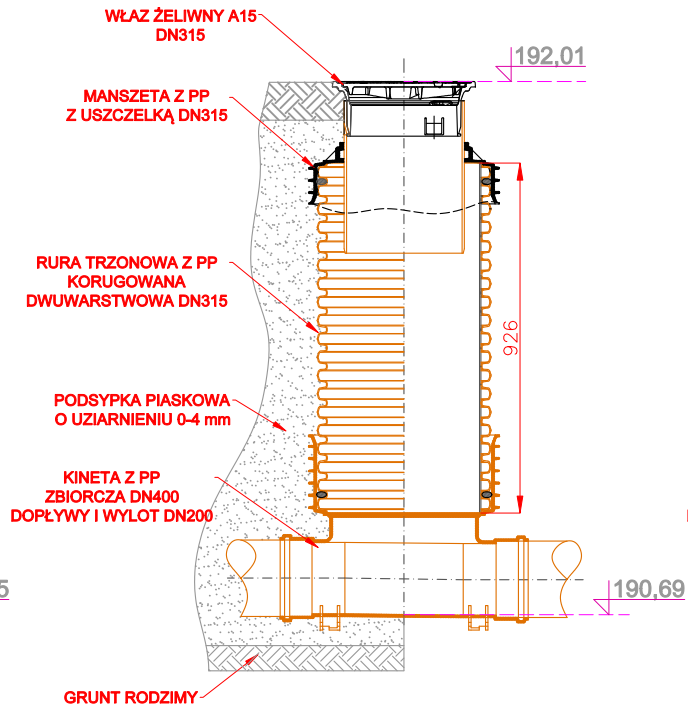 WŁAZ ŻELIWNY A15
DN315
192,01
MANSZETA Z PP
Z USZCZELKĄ DN315
RURA TRZONOWA Z PP
KORUGOWANA
DWUWARSTWOWA DN315
926
PODSYPKA PIASKOWA
O UZIARNIENIU 0-4 mm
KINETA Z PP
ZBIORCZA DN400
DOPŁYWY I WYLOT DN200
5
190,69
GRUNT RODZIMY